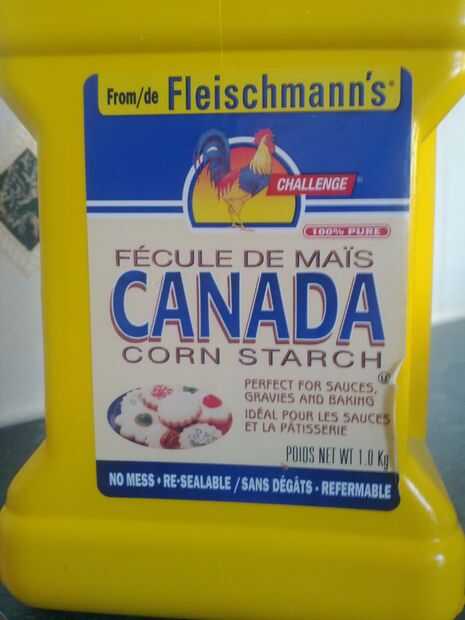 From/de Fleischmann's®
CHALLENGE®
100% PURE
FÉCULE DE MAÏS
CANADA
CORN STARCH
PERFECT FOR SAUCES,
GRAVIES AND BAKING
IDÉAL POUR LES SAUCES
ET LA PÂTISSERIE
POIDS NET WT 1.0 Kg
NO MESS • RE-SEALABLE / SANS DÉGÂTS - REFERMABLE